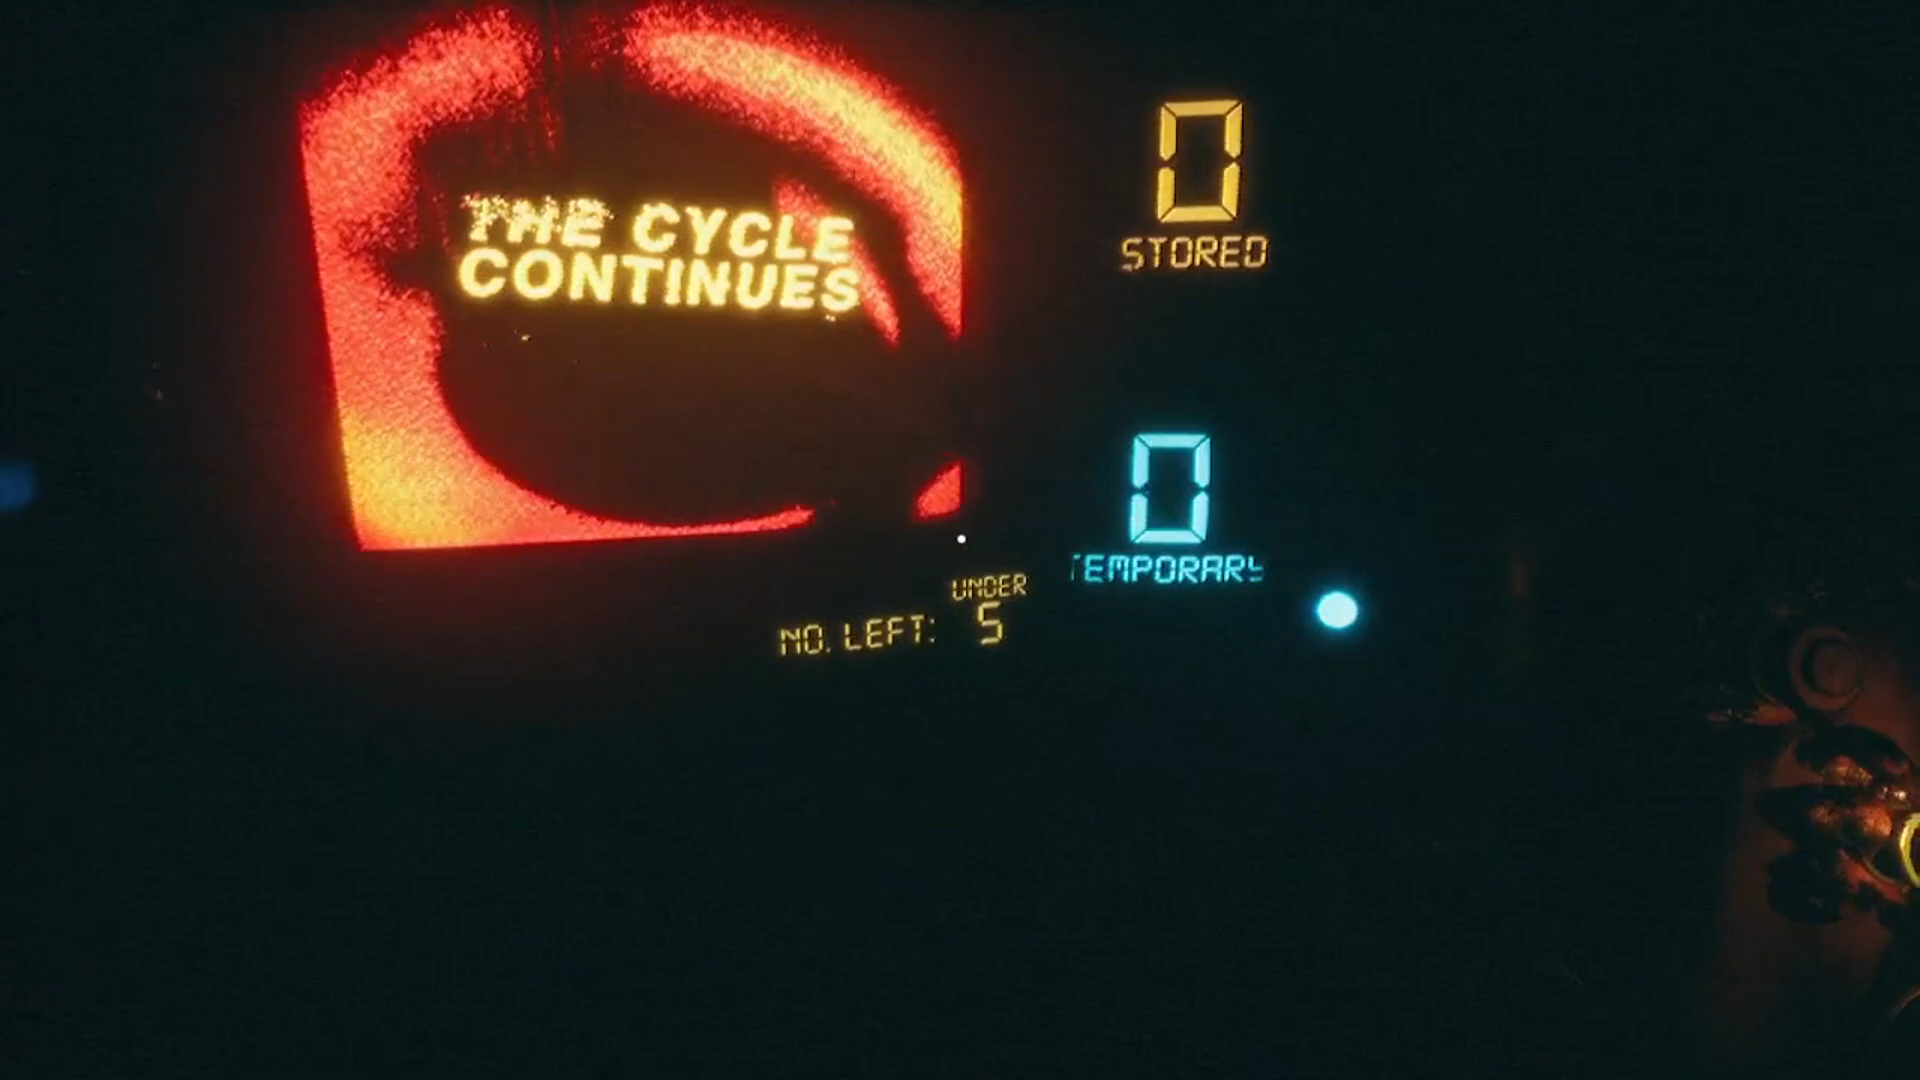 THE CYCLE
CONTINUES
0
STORED
0
TEMPORARY
UNDER
NO. LEFT: 5